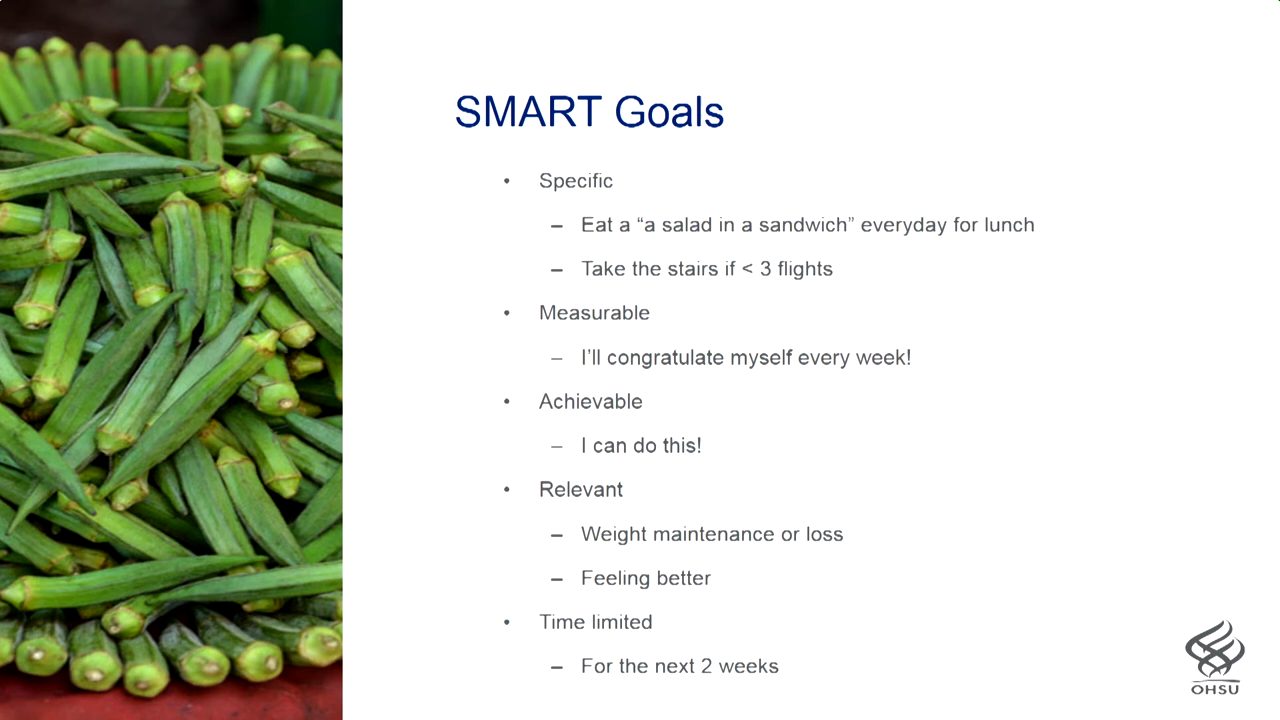 SMART Goals
• Specific
– Eat a “a salad in a sandwich” everyday for lunch
– Take the stairs if < 3 flights
• Measurable
– I’ll congratulate myself every week!
• Achievable
– I can do this!
• Relevant
– Weight maintenance or loss
– Feeling better
• Time limited
– For the next 2 weeks
OHSU